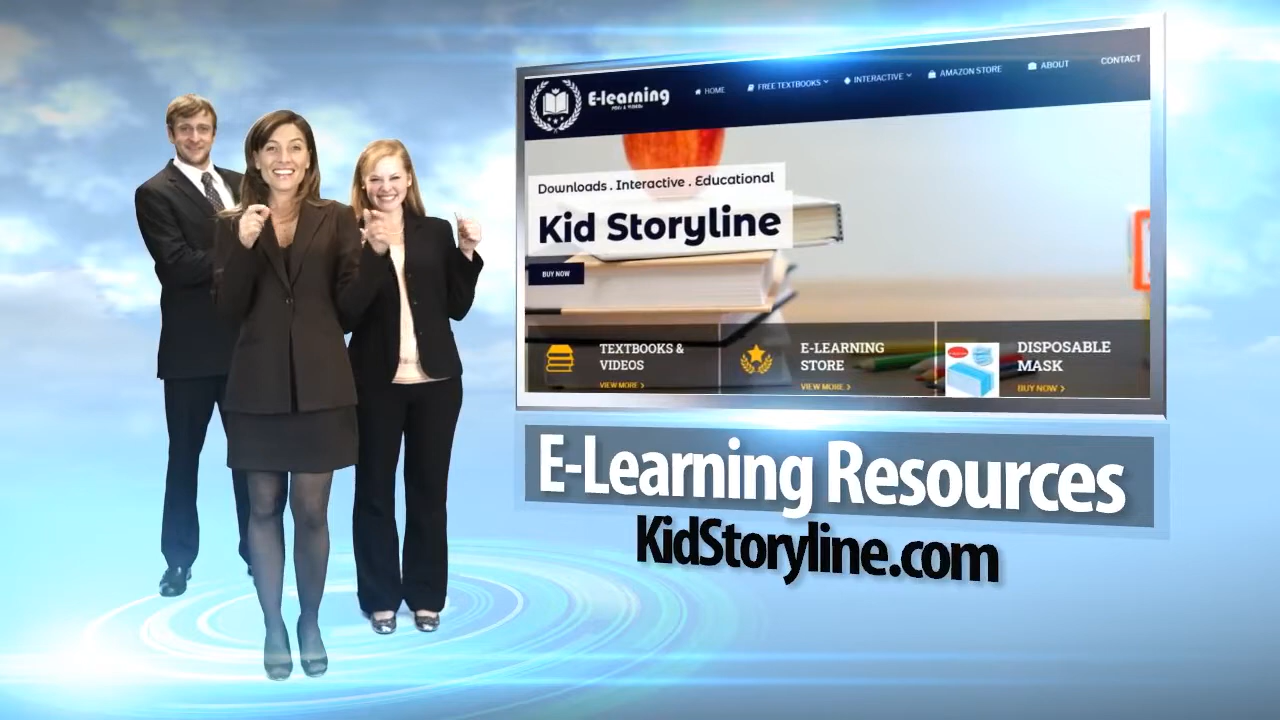 E-learning
HOME
FREE TEXTBOOKS
INTERACTIVE
AMAZON STORE
ABOUT
CONTACT
Downloads . Interactive . Educational
Kid Storyline
BUY NOW
TEXTBOOKS &
VIDEOS
VIEW MORE >
E-LEARNING
STORE
VIEW MORE >
DISPOSABLE
MASK
BUY NOW >
E-Learning Resources
KidStoryline.com